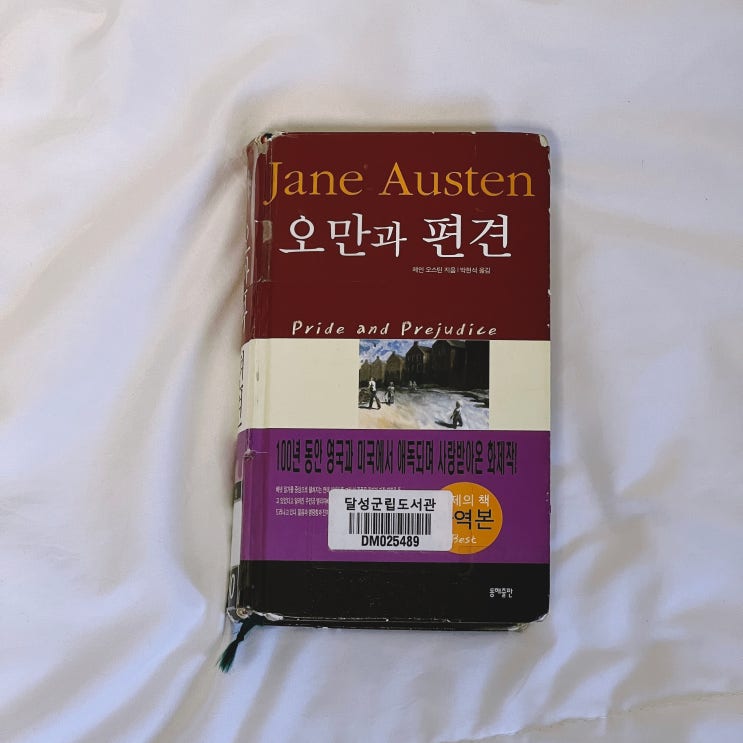 Jane Austen
오만과 편견
제인 오스틴 지음 | 박현석 옮김
Pride and Prejudice
100년 동안 영국과 미국에서 애독되며 사랑받아온 화제작!
제의 책
역본
Best
달성군립도서관
DM025489
동해출판